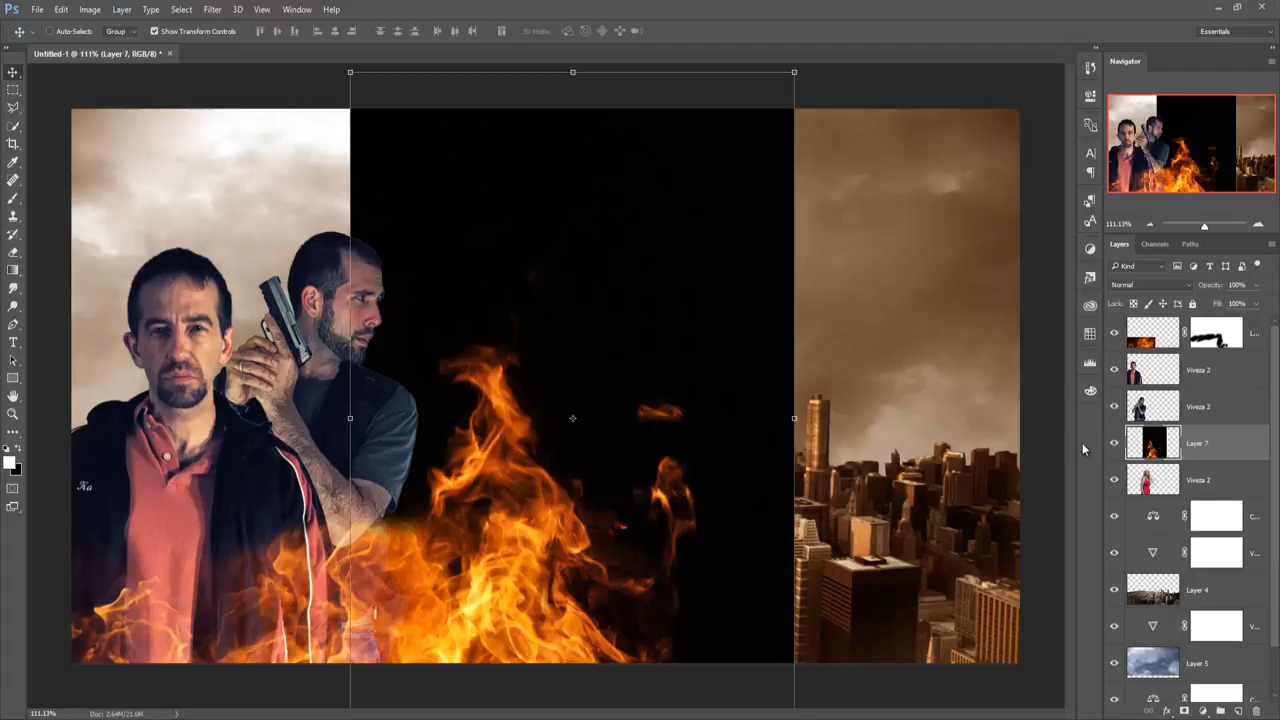 Ps File Edit Image Layer Type Select Filter 3D View Window Help
Auto-Select: Group Show Transform Controls 3D Mode: Essentials
Untitled-1 @ 111% (Layer 7, RGB/8) * ×
Navigator
111.13%
Layers Channels Paths
Kind
Normal Opacity: 100%
Lock: Fill: 100%
L...
Viveza 2
Viveza 2
Layer 7
Viveza 2
C...
V...
Layer 4
V...
Layer 5
Ka
111.13% Doc: 2.64M/21.6M